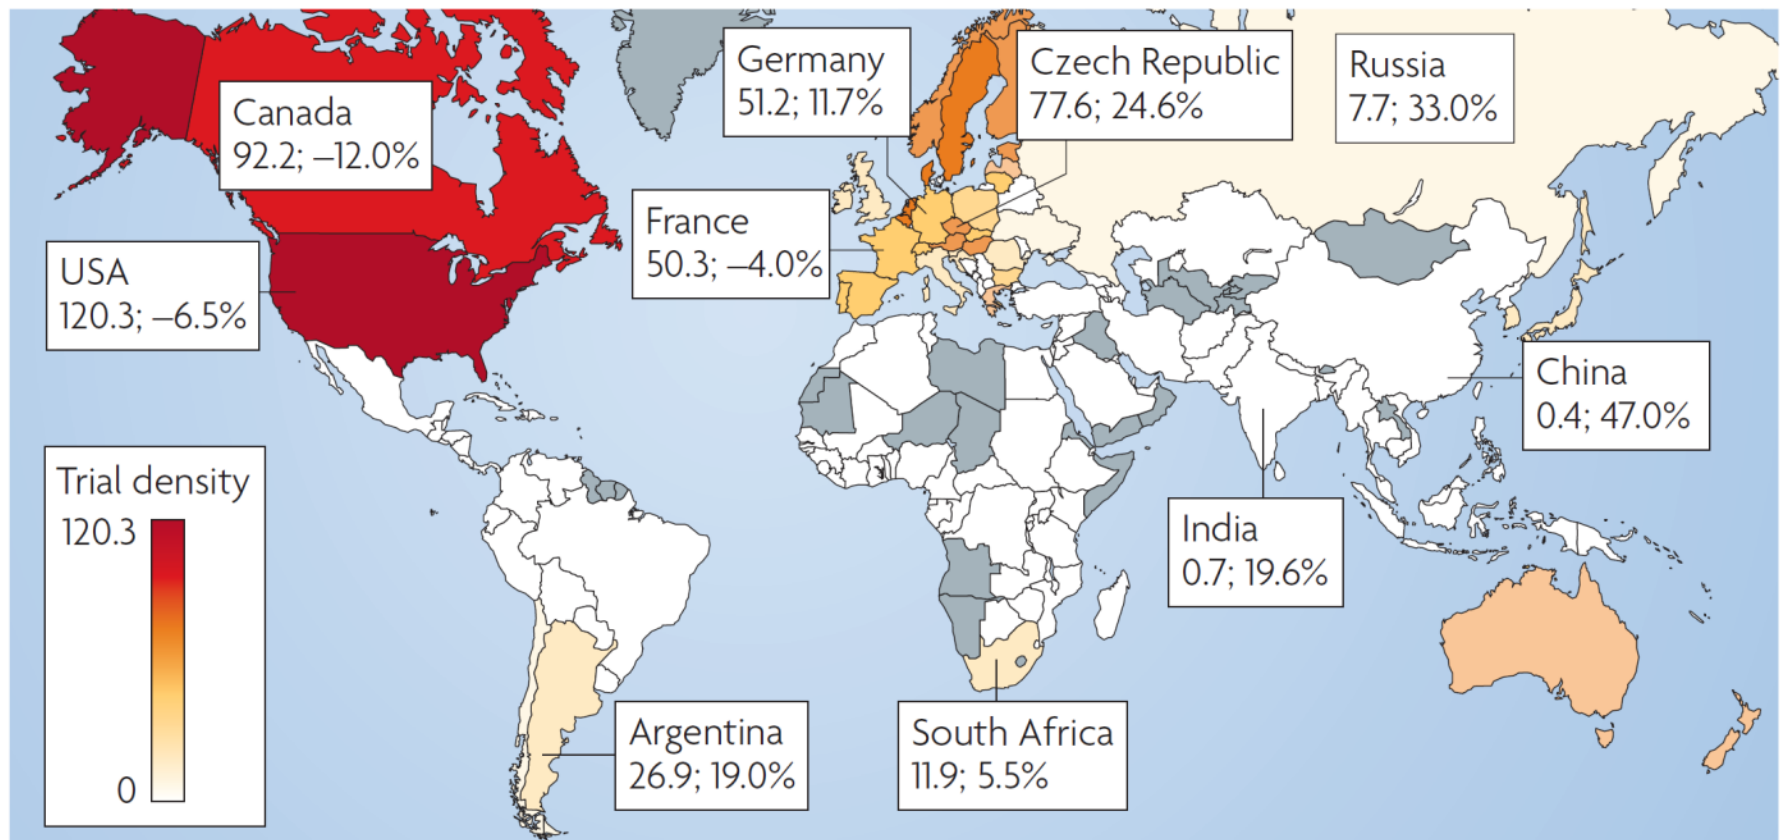 Germany
51.2; 11.7%
Czech Republic
77.6; 24.6%
Russia
7.7; 33.0%
Canada
92.2; –12.0%
France
50.3; –4.0%
USA
120.3; –6.5%
China
0.4; 47.0%
Trial density
120.3
0
India
0.7; 19.6%
Argentina
26.9; 19.0%
South Africa
11.9; 5.5%